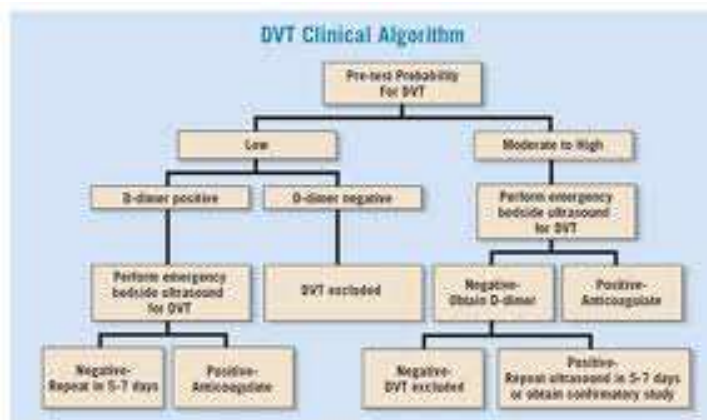 DVT Clinical Algorithm
Pre-test Probability
For DVT
Low
Moderate to High
D-dimer positive
D-dimer negative
Perform emergency
bedside ultrasound
for DVT
Perform emergency
bedside ultrasound
for DVT
DVT excluded
Negative-
Obtain D-dimer
Positive-
Anticoagulate
Negative-
Repeat in 5-7 days
Positive-
Anticoagulate
Negative-
DVT excluded
Positive-
Repeat ultrasound in 5-7 days
or obtain confirmatory study